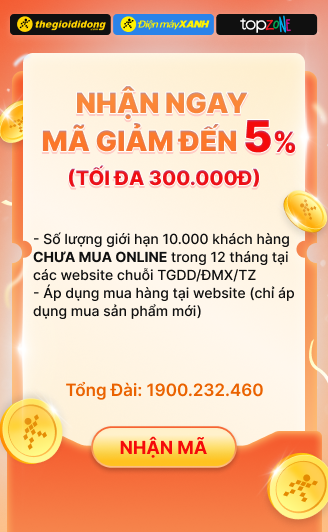 thegioididong
.com
Điện máy XANH
topZONE
NHẬN NGAY
MÃ GIẢM ĐẾN 5%
(TỐI ĐA 300.000Đ)
- Số lượng giới hạn 10.000 khách hàng
CHƯA MUA ONLINE trong 12 tháng tại
các website chuỗi TGDD/ĐMX/TZ
- Áp dụng mua hàng tại website (chỉ áp
dụng mua sản phẩm mới)
Tổng Đài: 1900.232.460
NHẬN MÃ